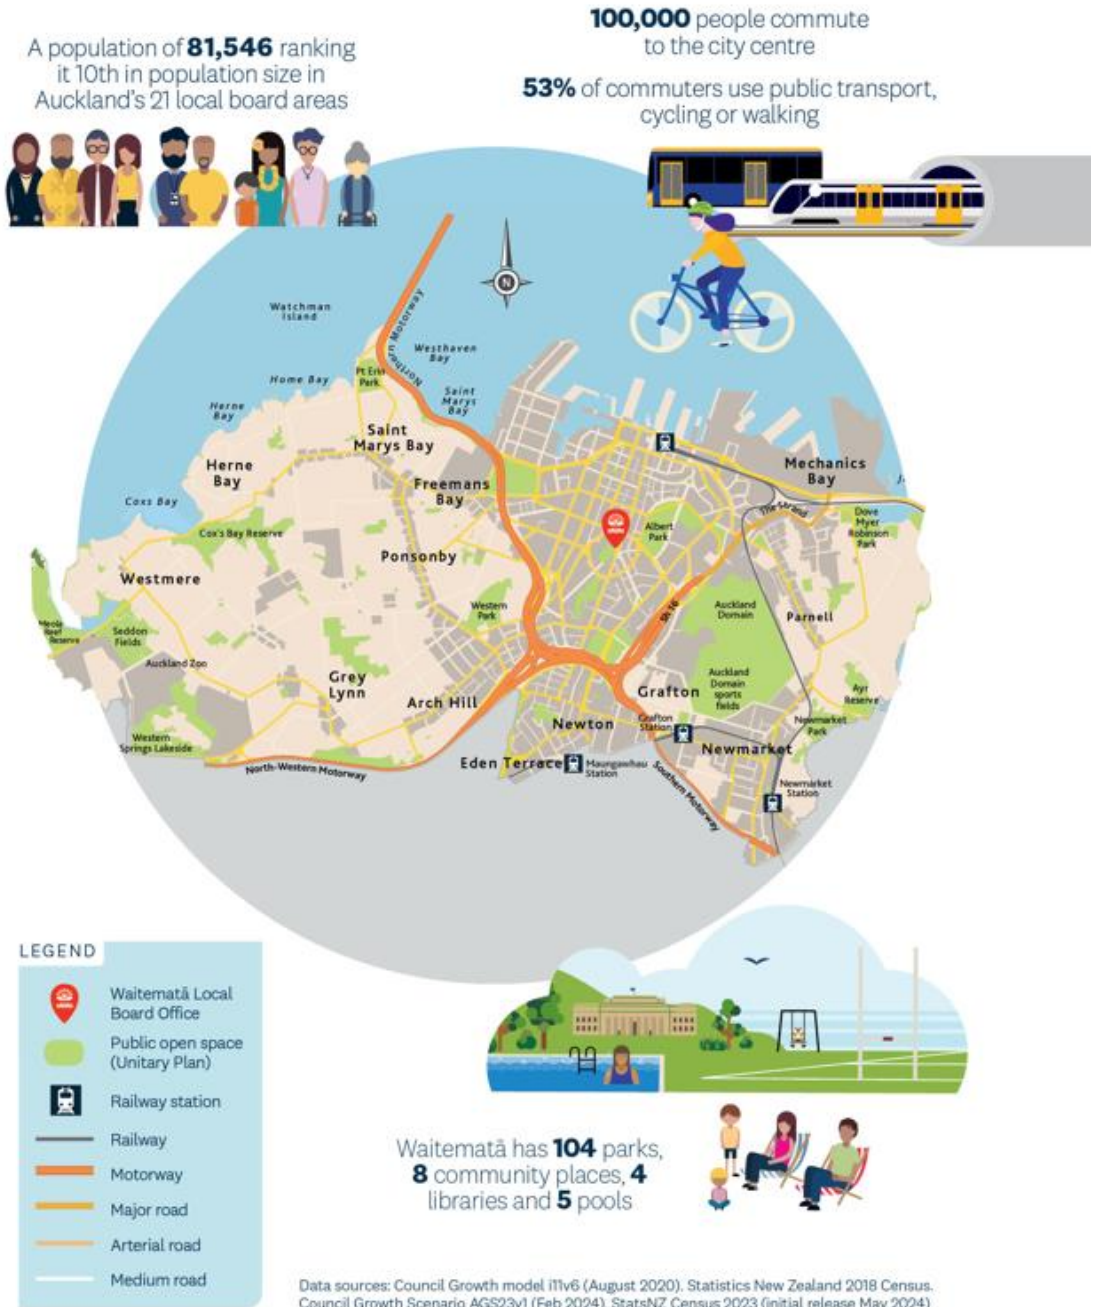 A population of 81,546 ranking
it 10th in population size in
Auckland's 21 local board areas
100,000 people commute
to the city centre
53% of commuters use public transport,
cycling or walking
N
Watchman
Island
Northern Motorway
Westhaven
Bay
Home Bay
Pt Erin
Park
Saint
Marys
Bay
Herne
Bay
Saint
Marys Bay
Herne
Bay
Freemans
Bay
Mechanics
Bay
J
Coxs Bay
The Strand
Cox's Bay Reserve
Albert
Park
Dove
Myer
Robinson
Park
Ponsonby
Westmere
Western
Park
Sh 16
Auckland
Domain
Parnell
Meola
Reef
Reserve
Seddon
Fields
Auckland Zoo
Grey
Lynn
Auckland
Domain
sports
fields
Arch Hill
Grafton
Ayr
Reserve
Newton
Grafton
Station
Newmarket
Park
Western
Springs Lakeside
Newmarket
North-Western Motorway
Eden Terrace
Maungawhau
Station
Southern Motorway
Newmarket
Station
LEGEND
Waitematā Local
Board Office
Public open space
(Unitary Plan)
Railway station
Railway
Motorway
Major road
Arterial road
Medium road
Waitematā has 104 parks,
8 community places, 4
libraries and 5 pools
Data sources: Council Growth model i11v6 (August 2020). Statistics New Zealand 2018 Census.
Council Growth Scenario AGS23v1 (Feb 2024). StatsNZ Census 2023 (initial release May 2024)